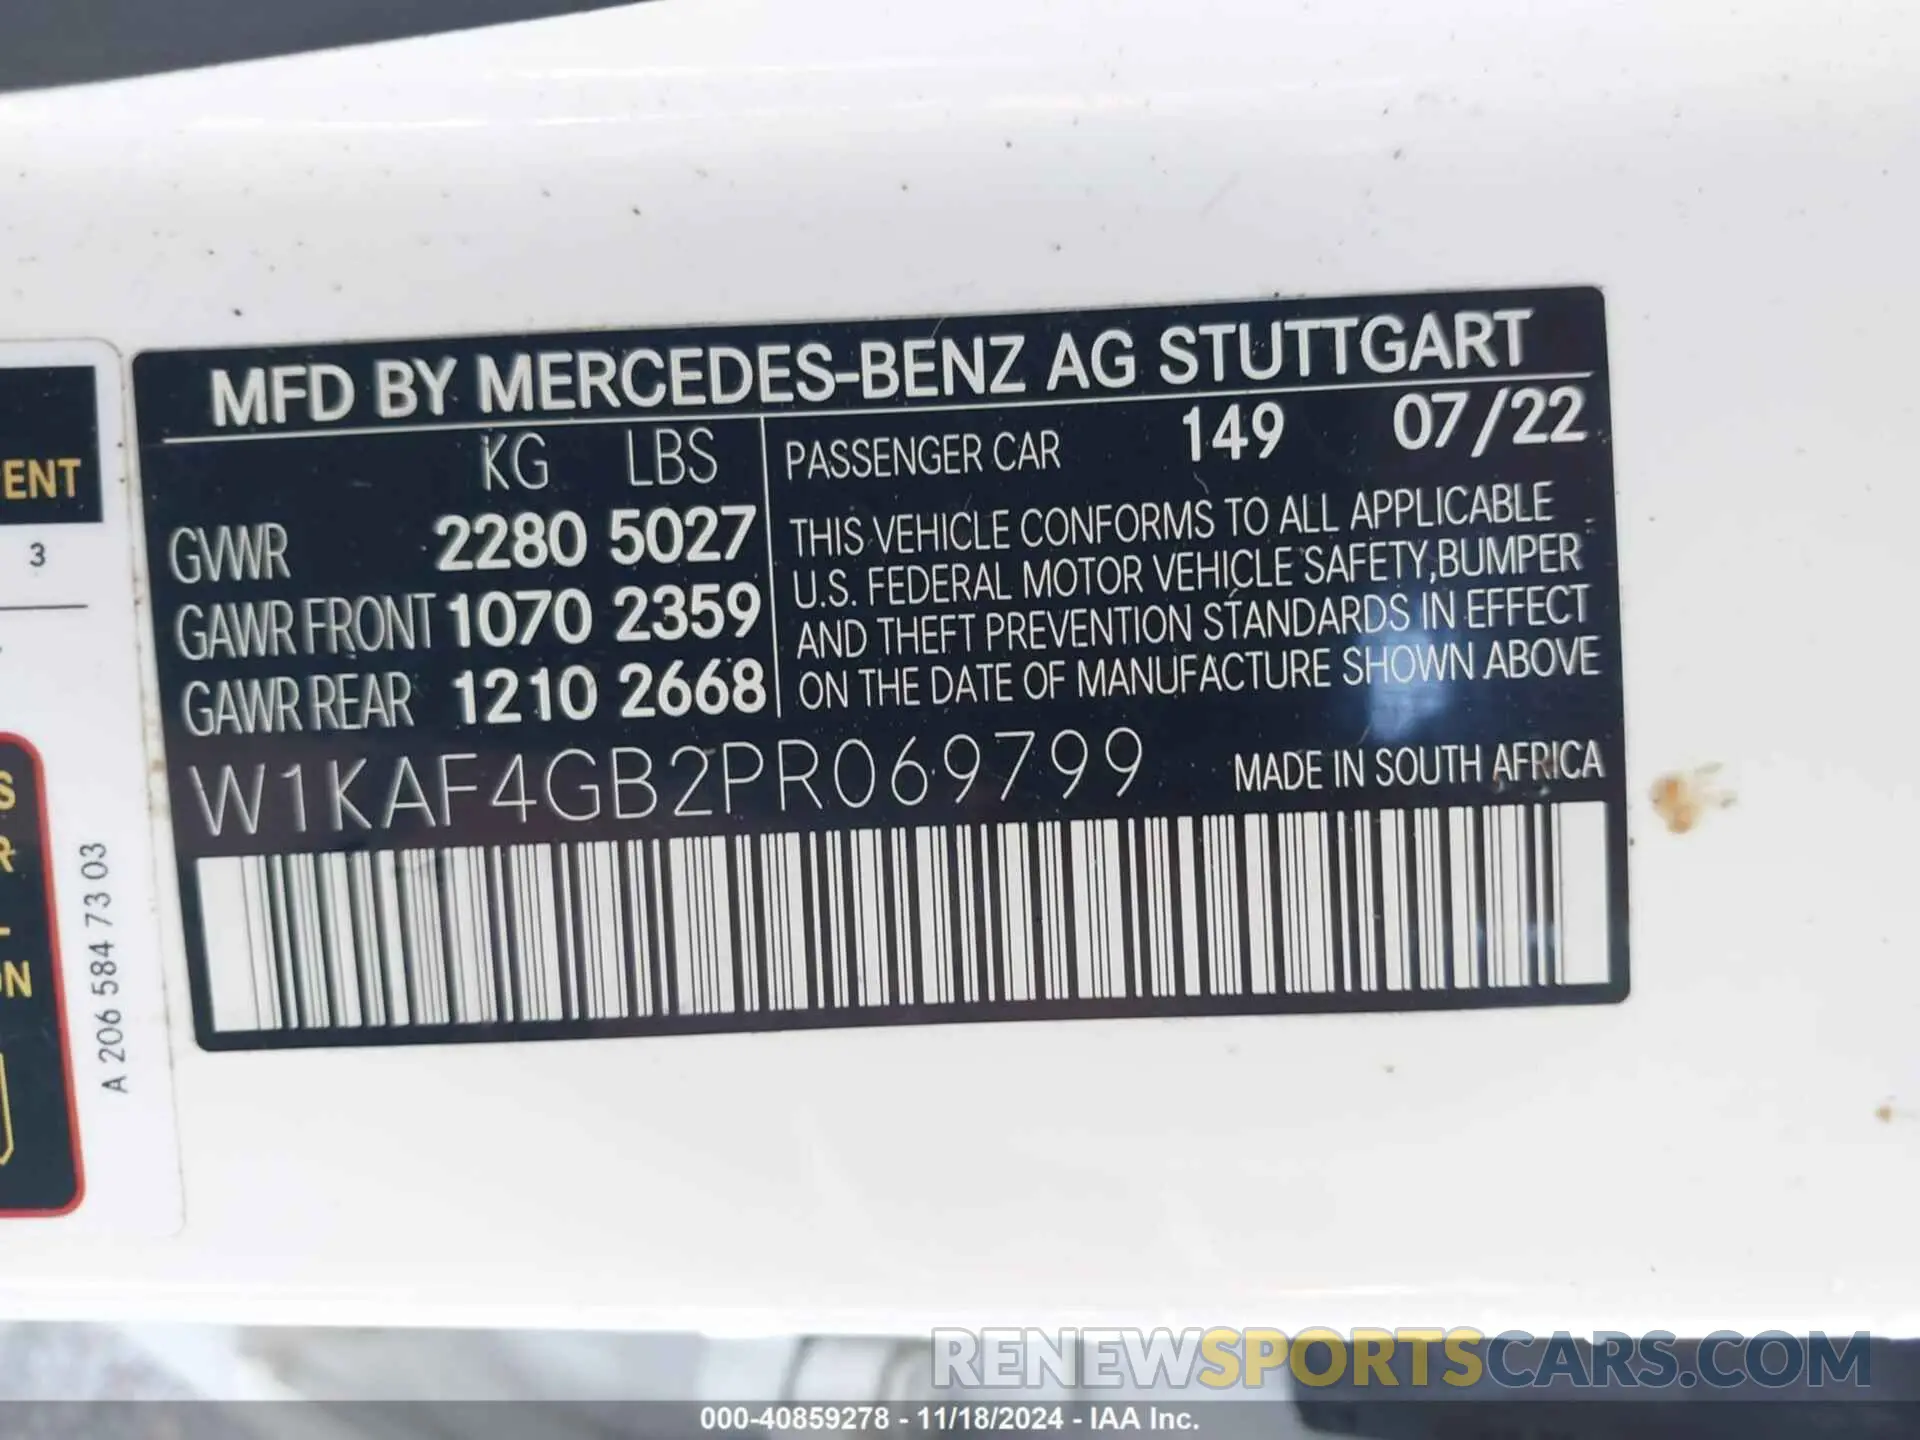 MFD BY MERCEDES-BENZ AG STUTTGART
KG LBS
GVWR 2280 5027
GAWR FRONT 1070 2359
GAWR REAR 1210 2668
PASSENGER CAR 149 07/22
THIS VEHICLE CONFORMS TO ALL APPLICABLE
U.S. FEDERAL MOTOR VEHICLE SAFETY,BUMPER
AND THEFT PREVENTION STANDARDS IN EFFECT
ON THE DATE OF MANUFACTURE SHOWN ABOVE
W1KAF4GB2PR069799 MADE IN SOUTH AFRICA
ENT
3
S
R
ON
A 206 584 73 03
RENEWSPORTSCARS.COM
000-40859278 - 11/18/2024 - IAA Inc.